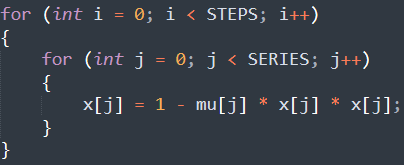 for (int i = 0; i < STEPS; i++)
{
    for (int j = 0; j < SERIES; j++)
    {
        x[j] = 1 - mu[j] * x[j] * x[j];
    }
}